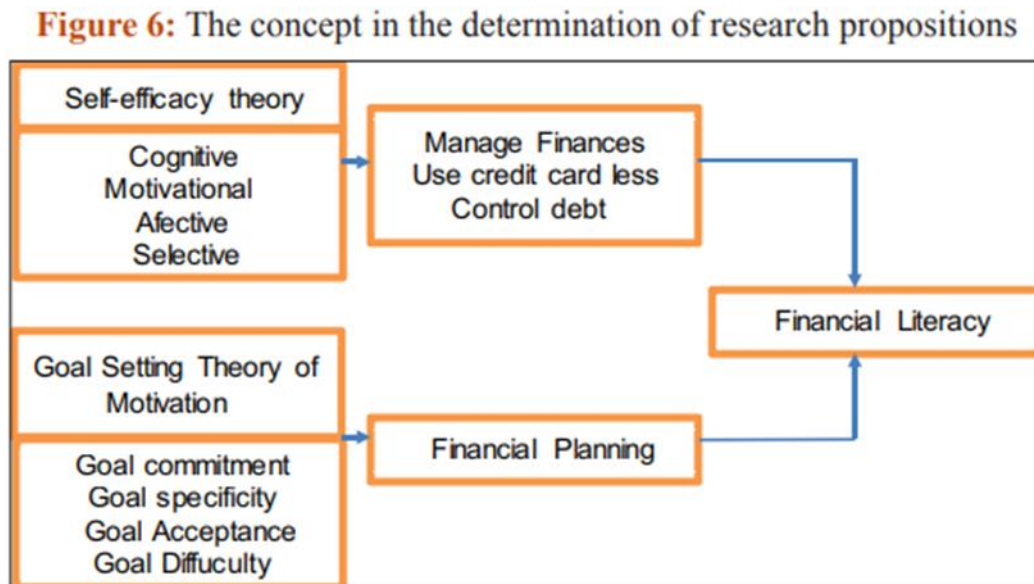 Figure 6: The concept in the determination of research propositions
Self-efficacy theory
Cognitive
Motivational
Afective
Selective
Manage Finances
Use credit card less
Control debt
Financial Literacy
Goal Setting Theory of
Motivation
Goal commitment
Goal specificity
Goal Acceptance
Goal Diffuculty
Financial Planning